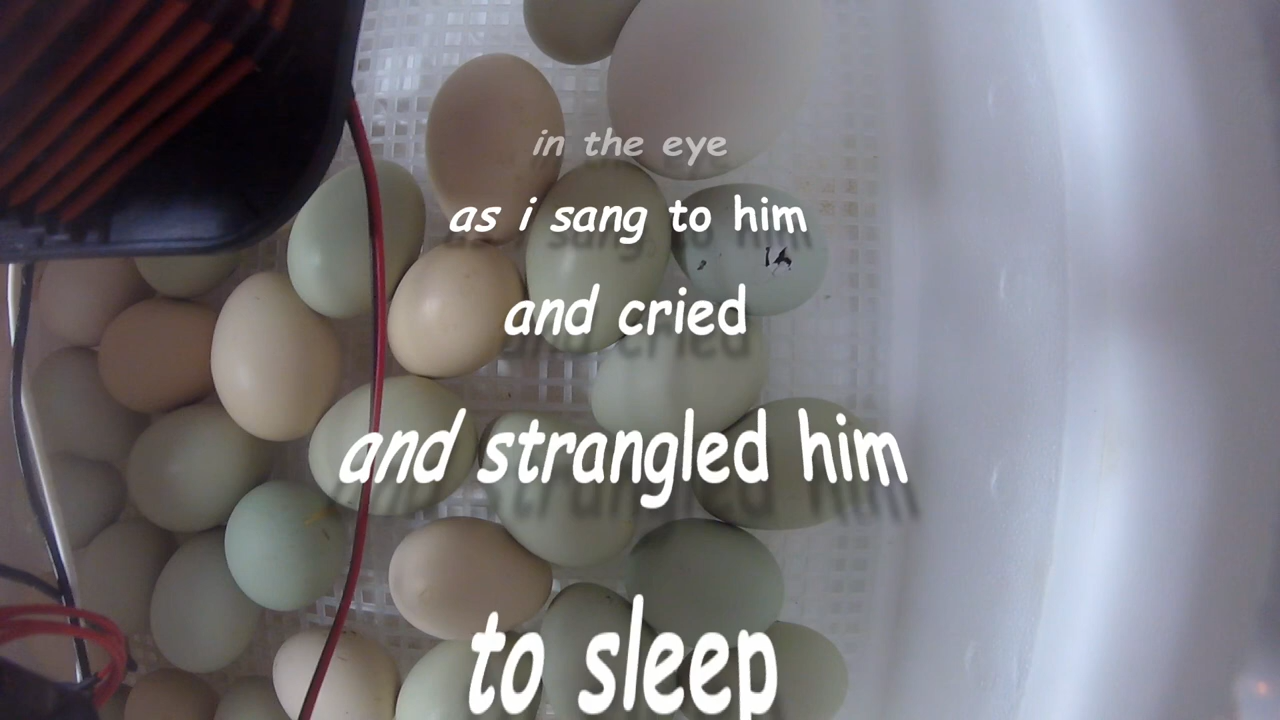 in the eye
as i sang to him
and cried
and strangled him
to sleep